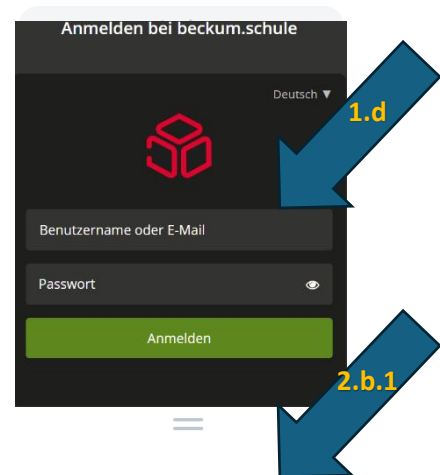 Anmelden bei beckum.schule
Deutsch ▼
1.d
Benutzername oder E-Mail
Passwort
Anmelden
2.b.1